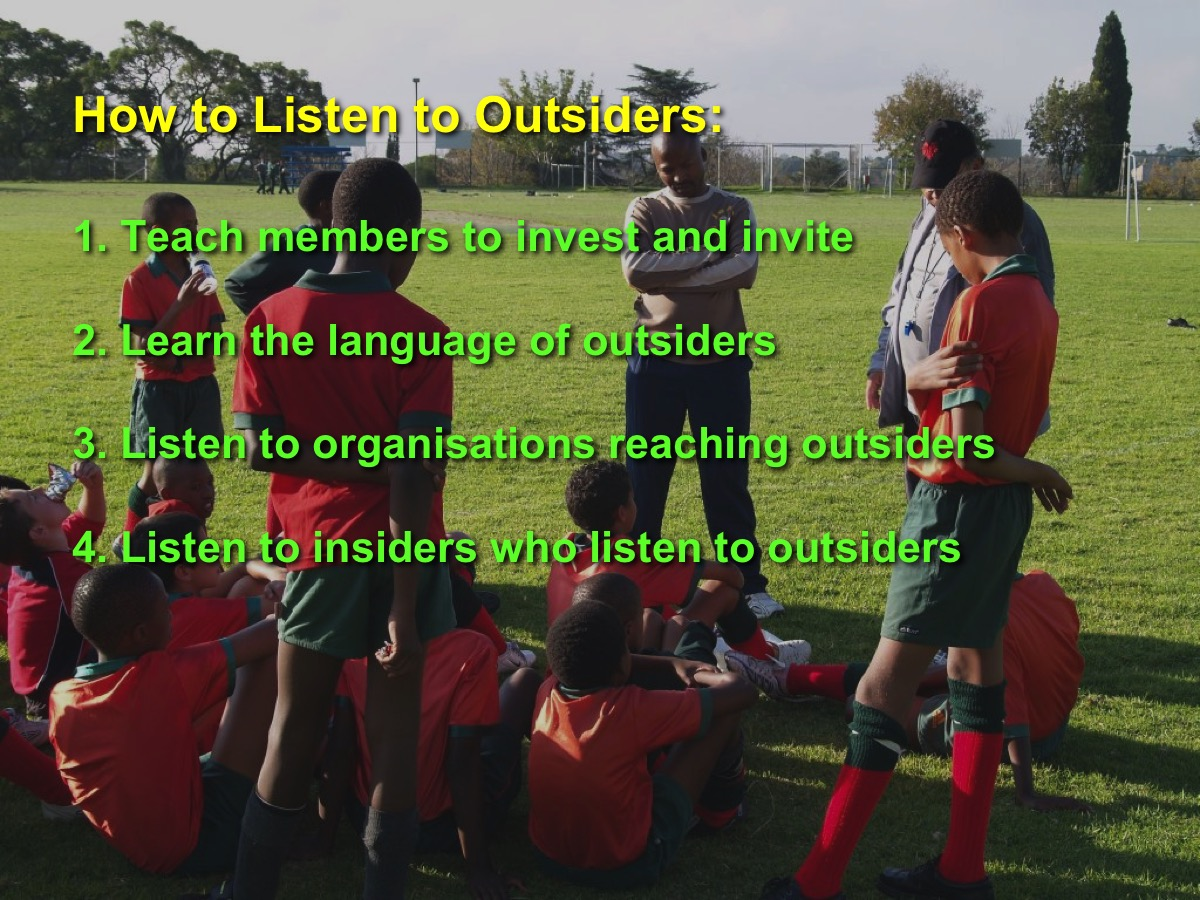 How to Listen to Outsiders:
1. Teach members to invest and invite
2. Learn the language of outsiders
3. Listen to organisations reaching outsiders
4. Listen to insiders who listen to outsiders